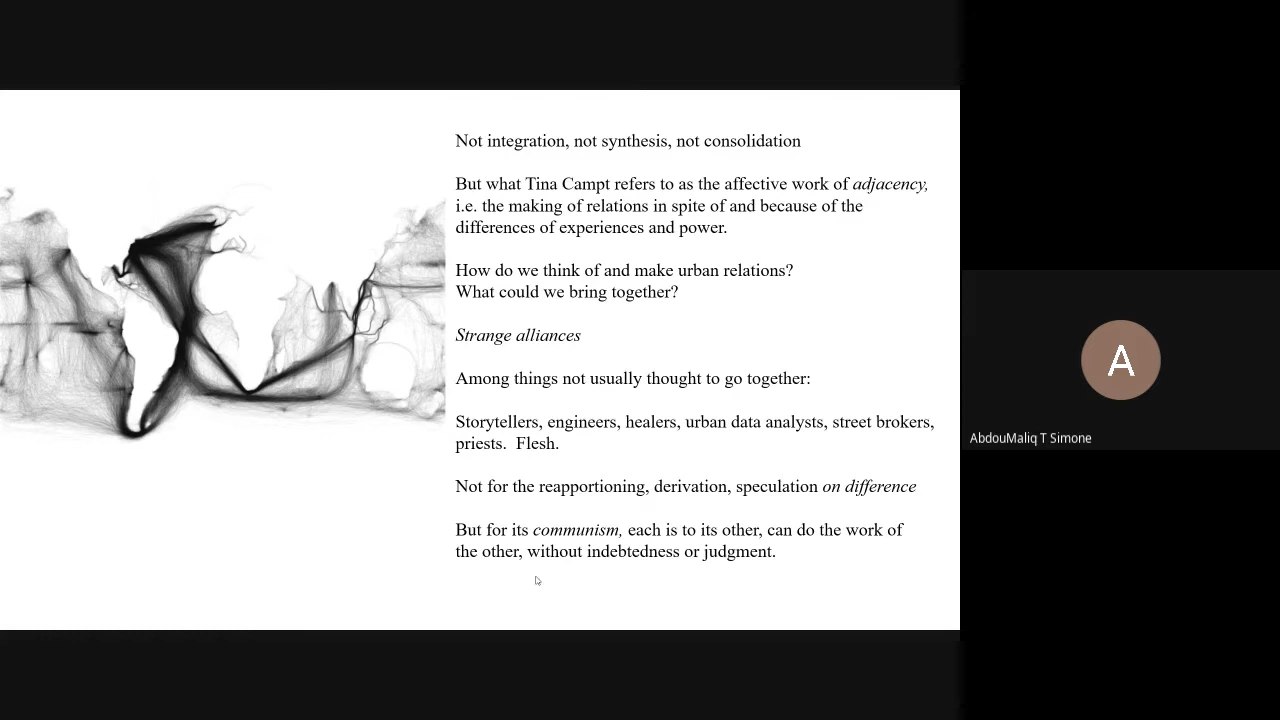 Not integration, not synthesis, not consolidation
But what Tina Campt refers to as the affective work of adjacency,
i.e. the making of relations in spite of and because of the
differences of experiences and power.
How do we think of and make urban relations?
What could we bring together?
Strange alliances
Among things not usually thought to go together:
Storytellers, engineers, healers, urban data analysts, street brokers,
priests.  Flesh.
Not for the reapportioning, derivation, speculation on difference
But for its communism, each is to its other, can do the work of
the other, without indebtedness or judgment.
A
AbdouMaliq T Simone